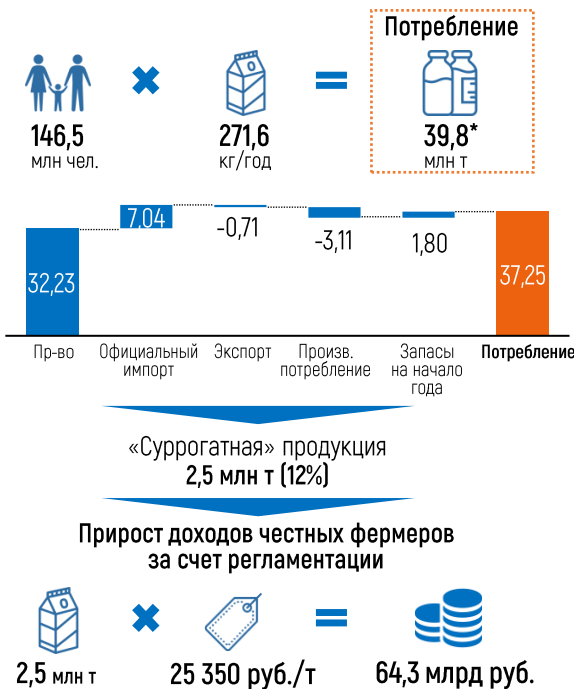 Потребление
146,5
млн чел.
271,6
кг/год
39,8*
млн т
32,23
7,04
-0,71
-3,11
1,80
37,25
Пр-во
Официальный
импорт
Экспорт
Произв.
потребление
Запасы
на начало
года
Потребление
«Суррогатная» продукция
2,5 млн т (12%)
Прирост доходов честных фермеров
за счет регламентации
2,5 млн т
25 350 руб./т
64,3 млрд руб.